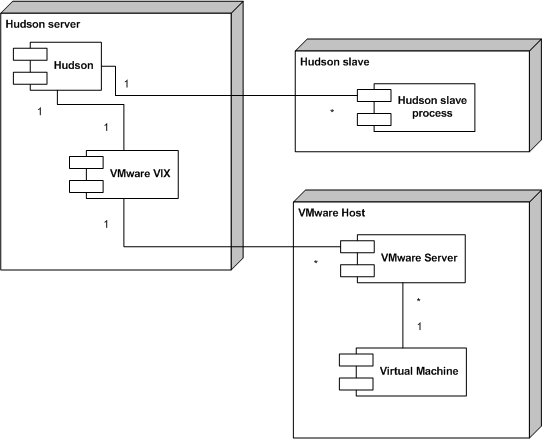 Hudson server
Hudson
1
1
1
VMware VIX
1
Hudson slave
Hudson slave
process
*
VMware Host
VMware Server
*
*
1
Virtual Machine